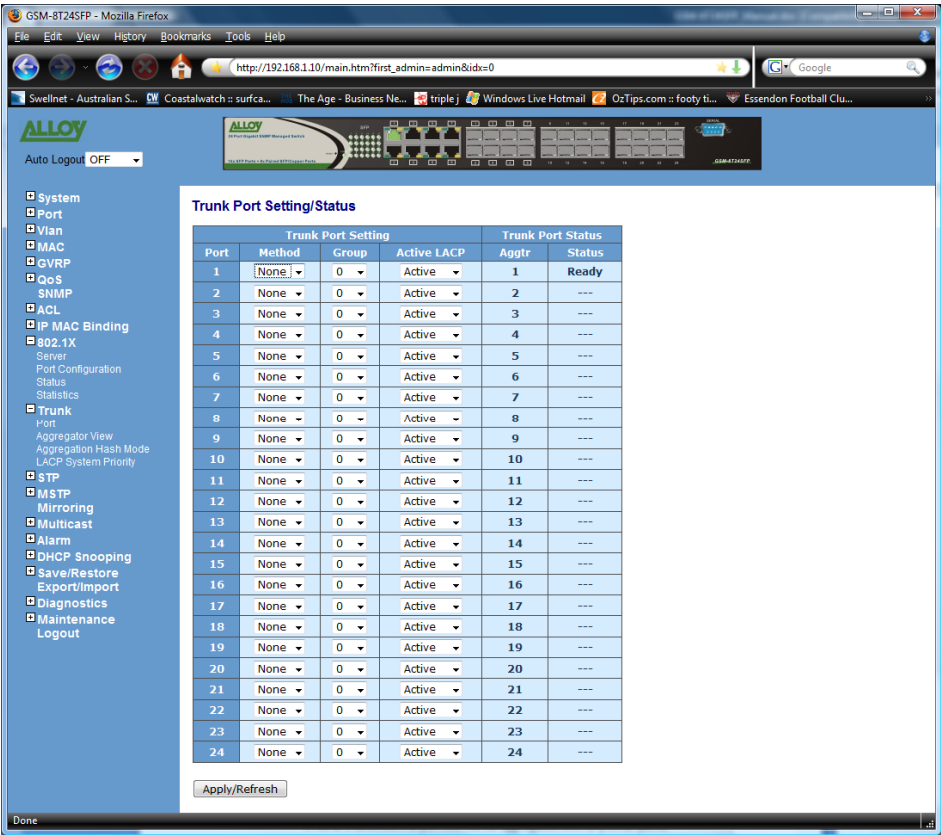 GSM-8T24SFP - Mozilla Firefox
File Edit View History Bookmarks Tools Help
http://192.168.1.10/main.htm?first_admin=admin&idx=0
G Google
Swellnet - Australian S... CW Coastalwatch :: surfca... The Age - Business Ne... triple j Windows Live Hotmail OzTips.com :: footy ti... Essendon Football Clu... »
ALLOY
Auto Logout OFF
ALLOY
SFP
SERIAL
GSM-8T24SFP
System
Port
Vlan
MAC
GVRP
QoS
SNMP
ACL
IP MAC Binding
802.1X
Server
Port Configuration
Status
Statistics
Trunk
Port
Aggregator View
Aggregation Hash Mode
LACP System Priority
STP
MSTP
Mirroring
Multicast
Alarm
DHCP Snooping
Save/Restore
Export/Import
Diagnostics
Maintenance
Logout
Trunk Port Setting/Status
Trunk Port Setting Trunk Port Status
Port Method Group Active LACP Aggtr Status
1 None 0 Active 1 Ready
2 None 0 Active 2 ---
3 None 0 Active 3 ---
4 None 0 Active 4 ---
5 None 0 Active 5 ---
6 None 0 Active 6 ---
7 None 0 Active 7 ---
8 None 0 Active 8 ---
9 None 0 Active 9 ---
10 None 0 Active 10 ---
11 None 0 Active 11 ---
12 None 0 Active 12 ---
13 None 0 Active 13 ---
14 None 0 Active 14 ---
15 None 0 Active 15 ---
16 None 0 Active 16 ---
17 None 0 Active 17 ---
18 None 0 Active 18 ---
19 None 0 Active 19 ---
20 None 0 Active 20 ---
21 None 0 Active 21 ---
22 None 0 Active 22 ---
23 None 0 Active 23 ---
24 None 0 Active 24 ---
Apply/Refresh
Done